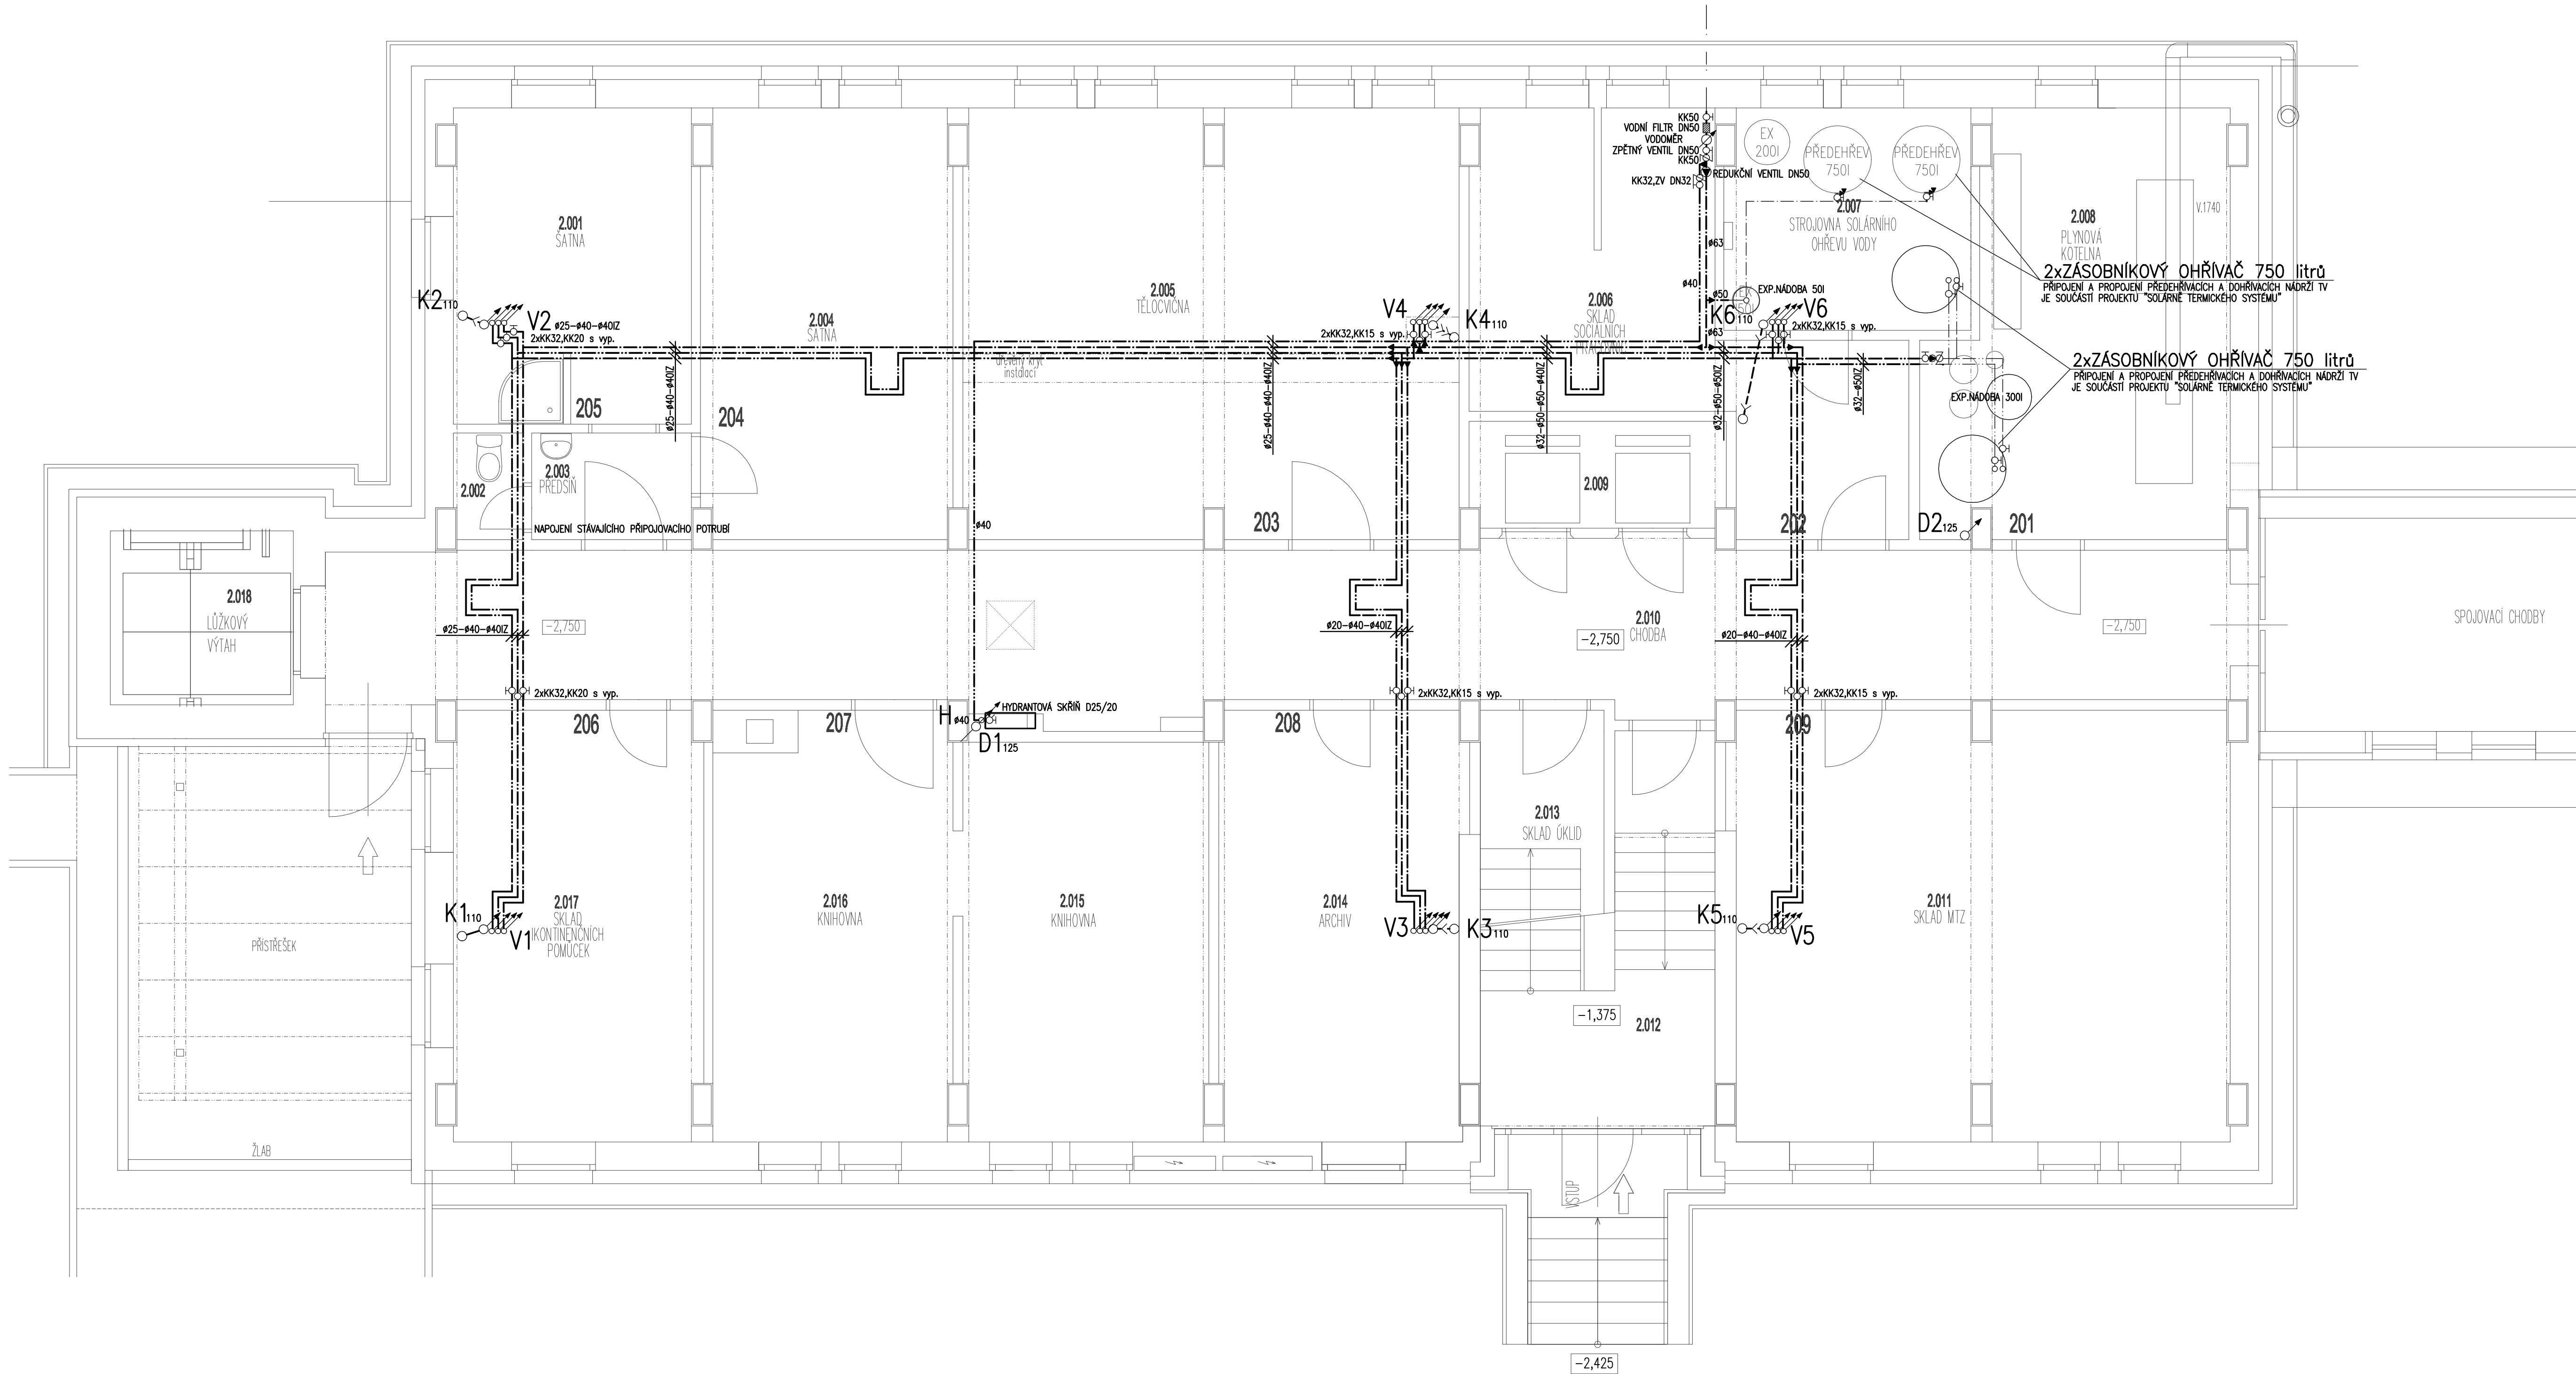 KK50
VODNÍ FILTR DN50
VODOMĚR
ZPĚTNÝ VENTIL DN50
KK50
KK32,ZV DN32
REDUKČNÍ VENTIL DN50
EX
200l
PŘEDEHŘEV
750l
PŘEDEHŘEV
750l
2.007
STROJOVNA SOLÁRNÍHO
OHŘEVU VODY
V.1740
2.008
PLYNOVÁ
KOTELNA
2xZÁSOBNÍKOVÝ OHŘÍVAČ 750 litrů
PŘIPOJENÍ A PROPOJENÍ PŘEDEHŘÍVACÍCH A DOHŘÍVACÍCH NÁDRŽÍ TV
JE SOUČÁSTÍ PROJEKTU "SOLÁRNĚ TERMICKÉHO SYSTÉMU"
2xZÁSOBNÍKOVÝ OHŘÍVAČ 750 litrů
PŘIPOJENÍ A PROPOJENÍ PŘEDEHŘÍVACÍCH A DOHŘÍVACÍCH NÁDRŽÍ TV
JE SOUČÁSTÍ PROJEKTU "SOLÁRNĚ TERMICKÉHO SYSTÉMU"
2.001
ŠATNA
K2110
V2 ø25-ø40-ø40IZ
2xKK32,KK20 s vyp.
2.004
ŠATNA
2.005
TĚLOCVIČNA
dřevěný kryt
instalací
V4
K4110
2xKK32,KK15 s vyp.
2.006
SKLAD
SOCIÁLNÍCH
ø63
ø40
ø50
EXP.NÁDOBA 50l
K6110
V6
ø63
2xKK32,KK15 s vyp.
EXP.NÁDOBA 300l
ø25-ø40-ø40IZ
ø25-ø40-ø40-ø40IZ
ø32-ø50-ø50-ø40IZ
ø32-ø50-ø50IZ
ø32-ø50IZ
205
204
2.002
2.003
PŘEDSÍŇ
NAPOJENÍ STÁVAJÍCÍHO PŘIPOJOVACÍHO POTRUBÍ
ø40
203
2.009
202
D2125
201
2.018
LŮŽKOVÝ
VÝTAH
ø25-ø40-ø40IZ
-2,750
ø20-ø40-ø40IZ
-2,750
2.010
CHODBA
ø20-ø40-ø40IZ
-2,750
SPOJOVACÍ CHODBY
2xKK32,KK20 s vyp.
2xKK32,KK15 s vyp.
2xKK32,KK15 s vyp.
206
207
H ø40
HYDRANTOVÁ SKŘÍŇ D25/20
D1125
208
209
2.013
SKLAD ÚKLID
K1110
V1
2.017
SKLAD
IKONTINENČNÍCH
POMŮCEK
2.016
KNIHOVNA
2.015
KNIHOVNA
2.014
ARCHIV
V3
K3110
K5110
V5
2.011
SKLAD MTZ
PŘÍSTŘEŠEK
-1,375
2.012
ŽLAB
VSTUP
-2,425